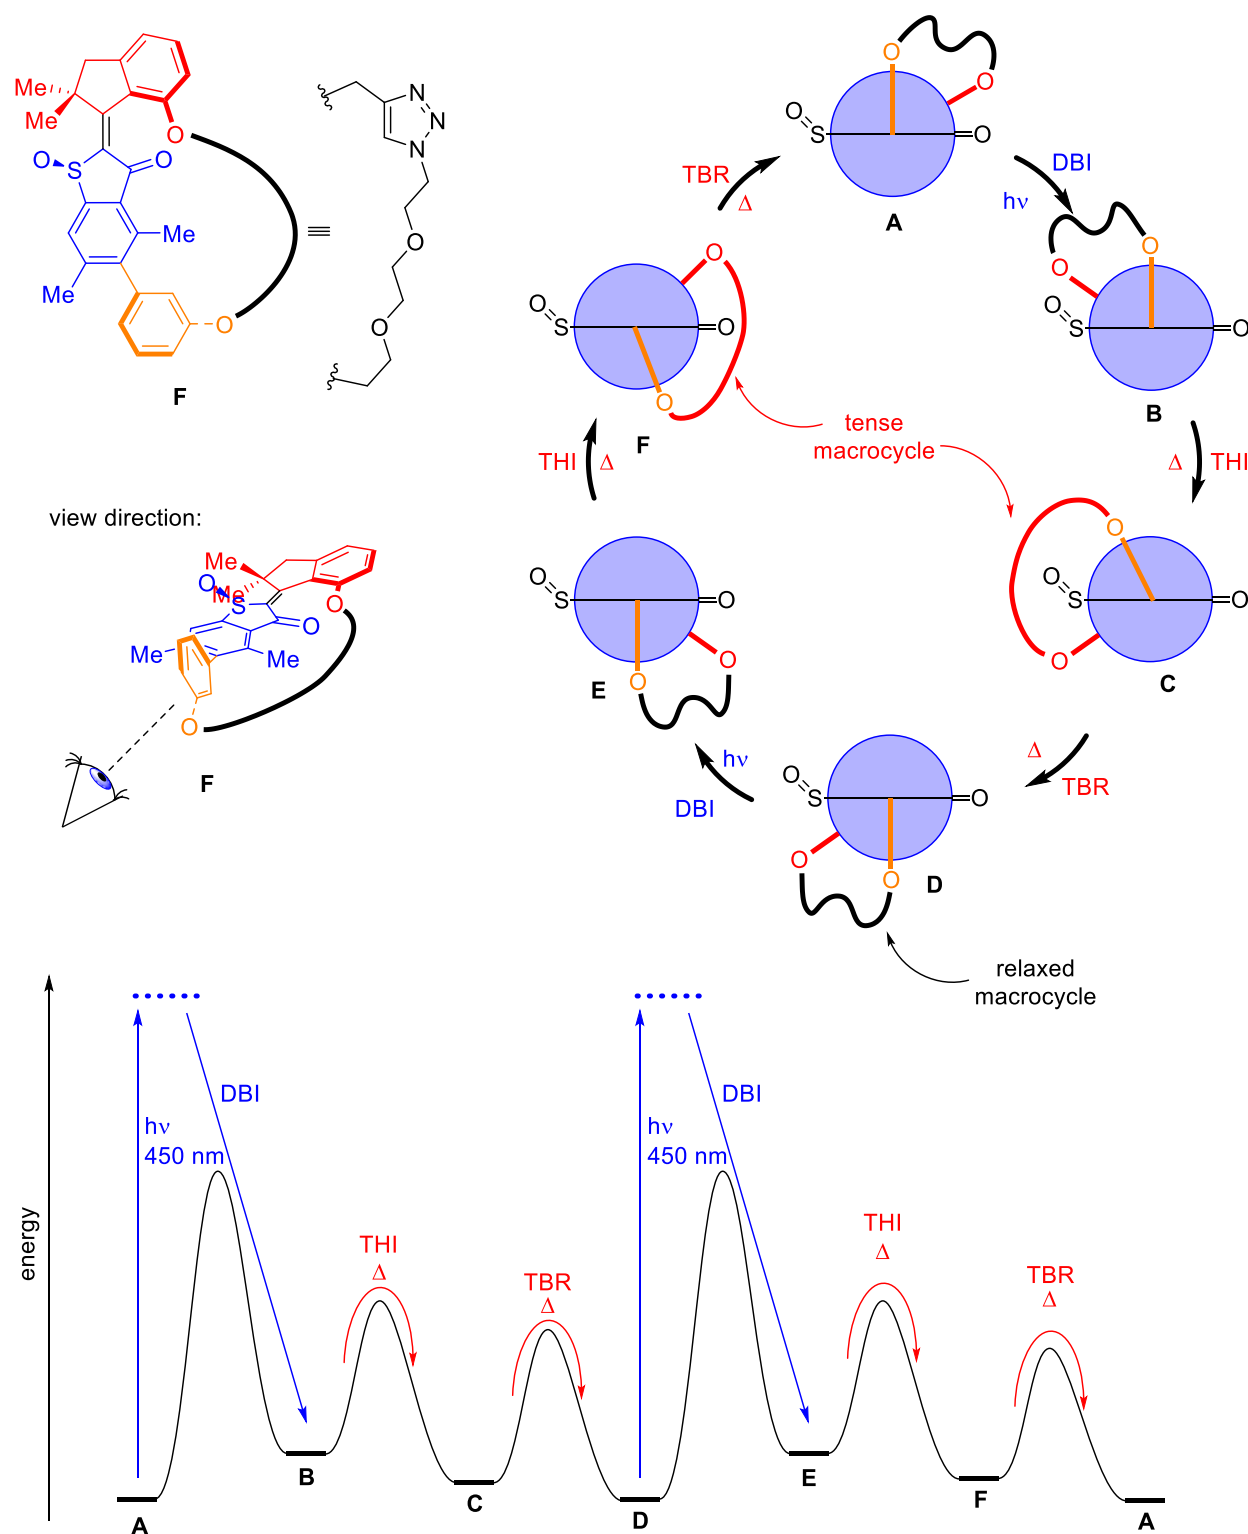 Me
Me
O
O
S
O
Me
Me
O
F
N
N
N
O
O
view direction:
Me
O
Me
S
O
O
Me
Me
O
F
O
O
O
S
O
A
DBI
hν
TBR
Δ
O
O
O
S
O
B
Δ THI
O
O
O
S
O
F
tense
macrocycle
THI Δ
O
O
S
O
O
C
O
S
O
O
O
E
Δ
TBR
hν
DBI
O
S
O
O
O
D
relaxed
macrocycle
energy
hν
450 nm
DBI
THI
Δ
TBR
Δ
hν
450 nm
DBI
THI
Δ
TBR
Δ
A
B
C
D
E
F
A